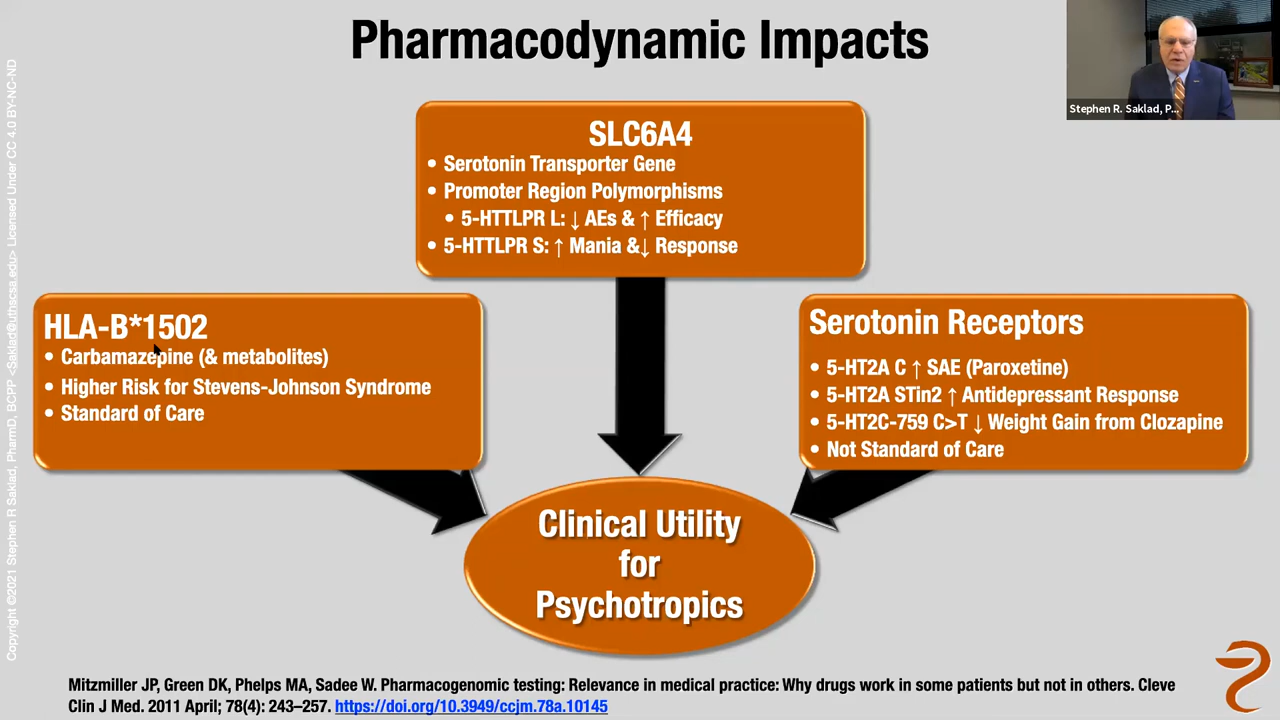 Pharmacodynamic Impacts
Stephen R. Saklad, P...
SLC6A4
• Serotonin Transporter Gene
• Promoter Region Polymorphisms
• 5-HTTLPR L: ↓ AEs & ↑ Efficacy
• 5-HTTLPR S: ↑ Mania &↓ Response
HLA-B*1502
• Carbamazepine (& metabolites)
• Higher Risk for Stevens-Johnson Syndrome
• Standard of Care
Serotonin Receptors
• 5-HT2A C ↑ SAE (Paroxetine)
• 5-HT2A STin2 ↑ Antidepressant Response
• 5-HT2C-759 C>T ↓ Weight Gain from Clozapine
• Not Standard of Care
Clinical Utility
for
Psychotropics
Mitzmiller JP, Green DK, Phelps MA, Sadee W. Pharmacogenomic testing: Relevance in medical practice: Why drugs work in some patients but not in others. Cleve
Clin J Med. 2011 April; 78(4): 243–257. https://doi.org/10.3949/ccjm.78a.10145
Copyright ©2021 Stephen R Saklad, PharmD, BCPP <Saklad@uthscsa.edu> Licensed Under CC 4.0 BY-NC-ND